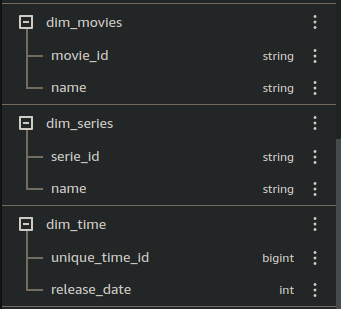 dim_movies
movie_id string
name string
dim_series
serie_id string
name string
dim_time
unique_time_id bigint
release_date int